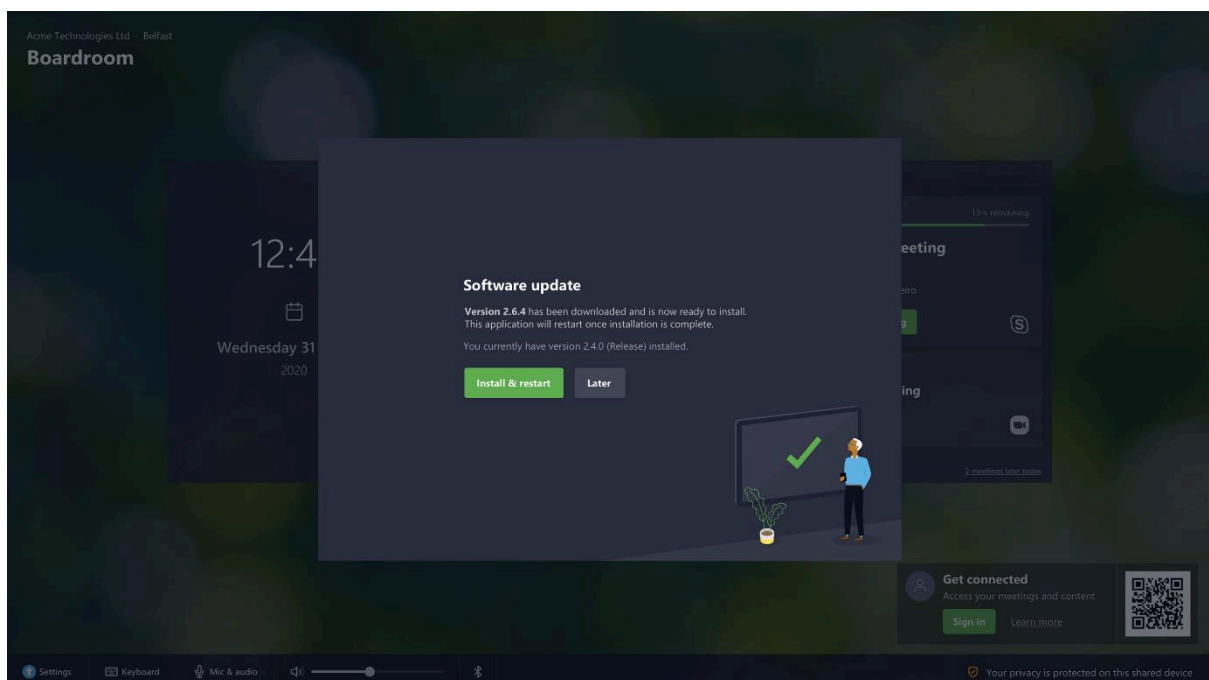 Acme Technologies Ltd · Belfast
Boardroom
12:4
Wednesday 31
2020
Software update
Version 2.6.4 has been downloaded and is now ready to install.
This application will restart once installation is complete.
You currently have version 2.4.0 (Release) installed.
Install & restart
Later
13m remaining
eeting
eiro
g
ing
2 meetings later today
Get connected
Access your meetings and content
Sign in
Learn more
Settings
Keyboard
Mic & audio
Your privacy is protected on this shared device